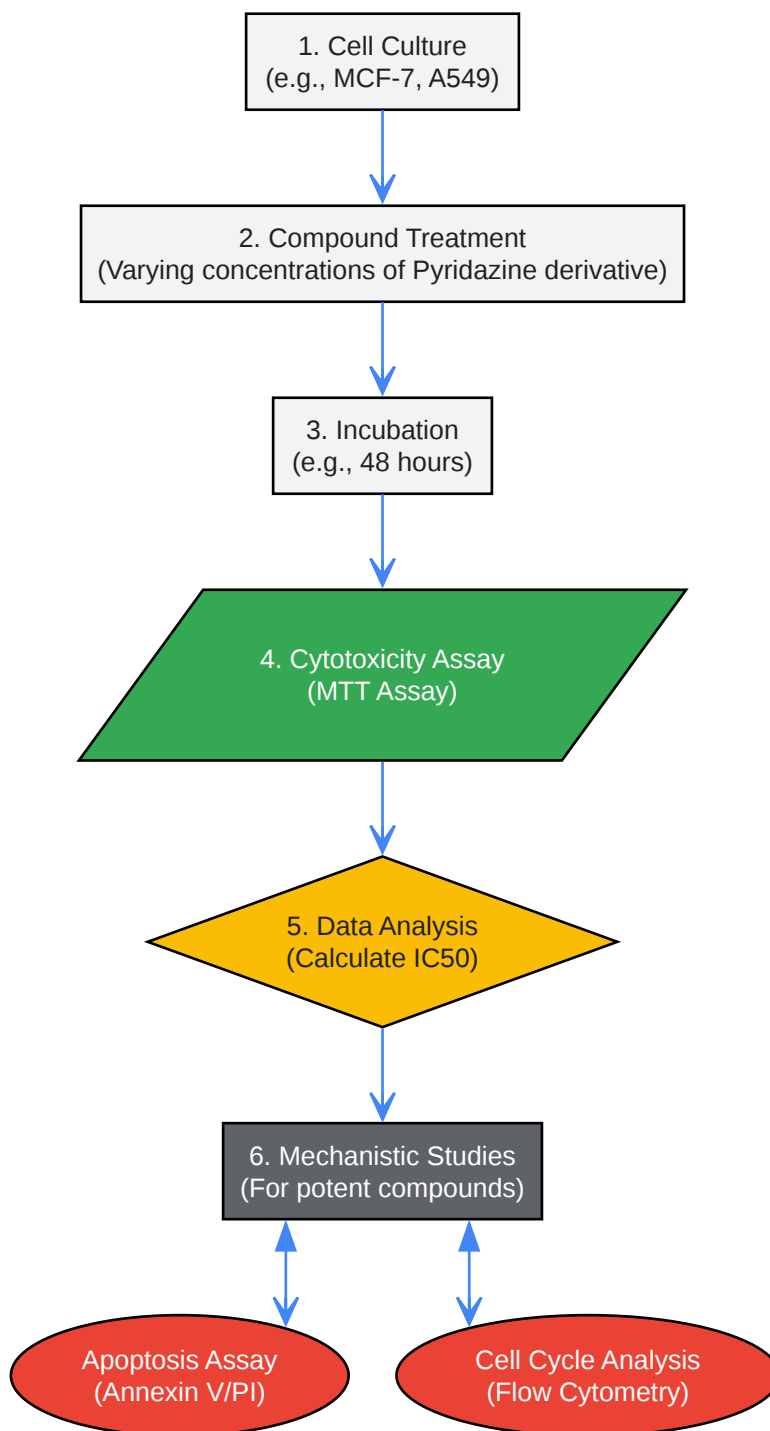 1. Cell Culture
(e.g., MCF-7, A549)
2. Compound Treatment
(Varying concentrations of Pyridazine derivative)
3. Incubation
(e.g., 48 hours)
4. Cytotoxicity Assay
(MTT Assay)
5. Data Analysis
(Calculate IC50)
6. Mechanistic Studies
(For potent compounds)
Apoptosis Assay
(Annexin V/PI)
Cell Cycle Analysis
(Flow Cytometry)